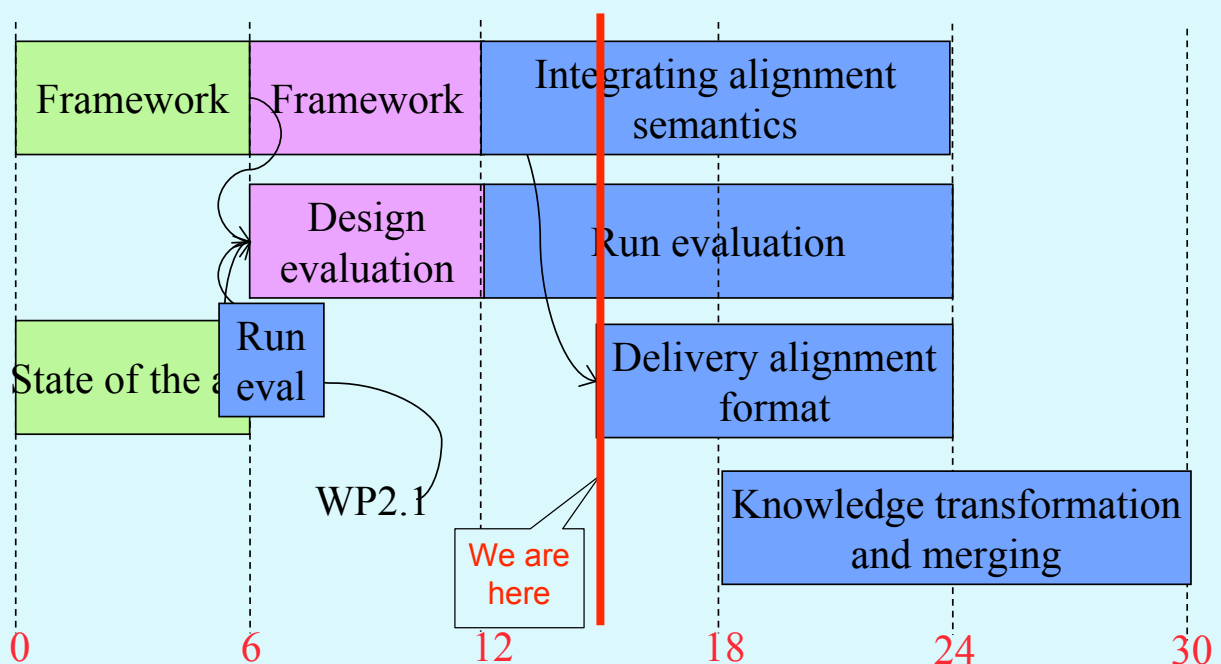 Framework
Framework
Integrating alignment
semantics
Design
evaluation
Run evaluation
State of the a
Run
eval
Delivery alignment
format
WP2.1
We are
here
Knowledge transformation
and merging
0
6
12
18
24
30